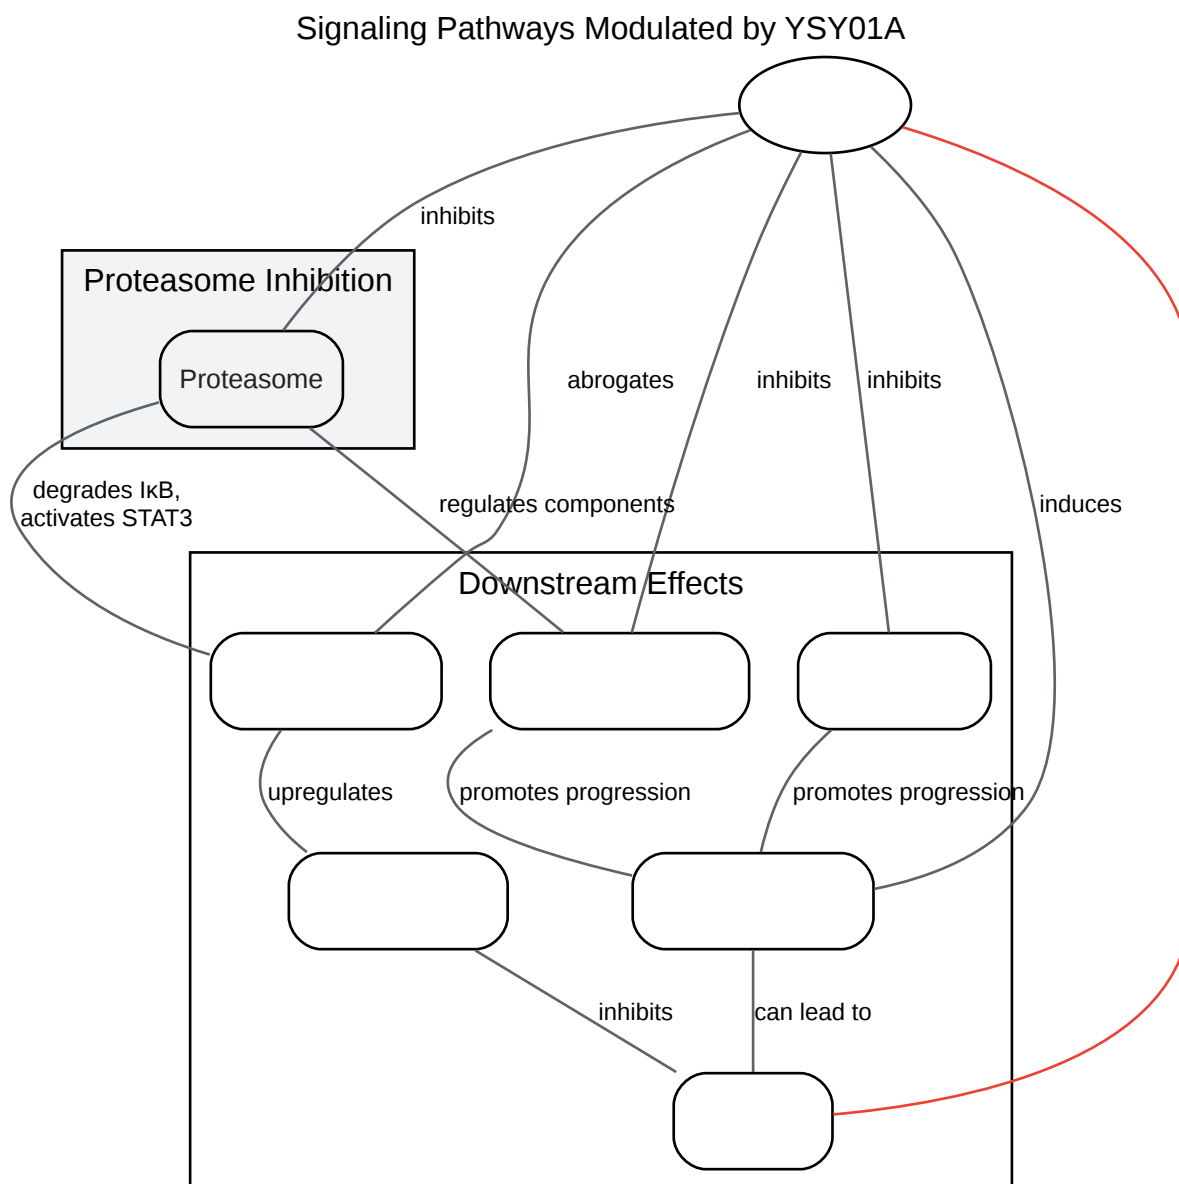 Signaling Pathways Modulated by YSY01A
inhibits
Proteasome Inhibition
Proteasome
abrogates
inhibits
inhibits
degrades IκB,
activates STAT3
regulates components
induces
Downstream Effects
upregulates
promotes progression
promotes progression
inhibits
can lead to